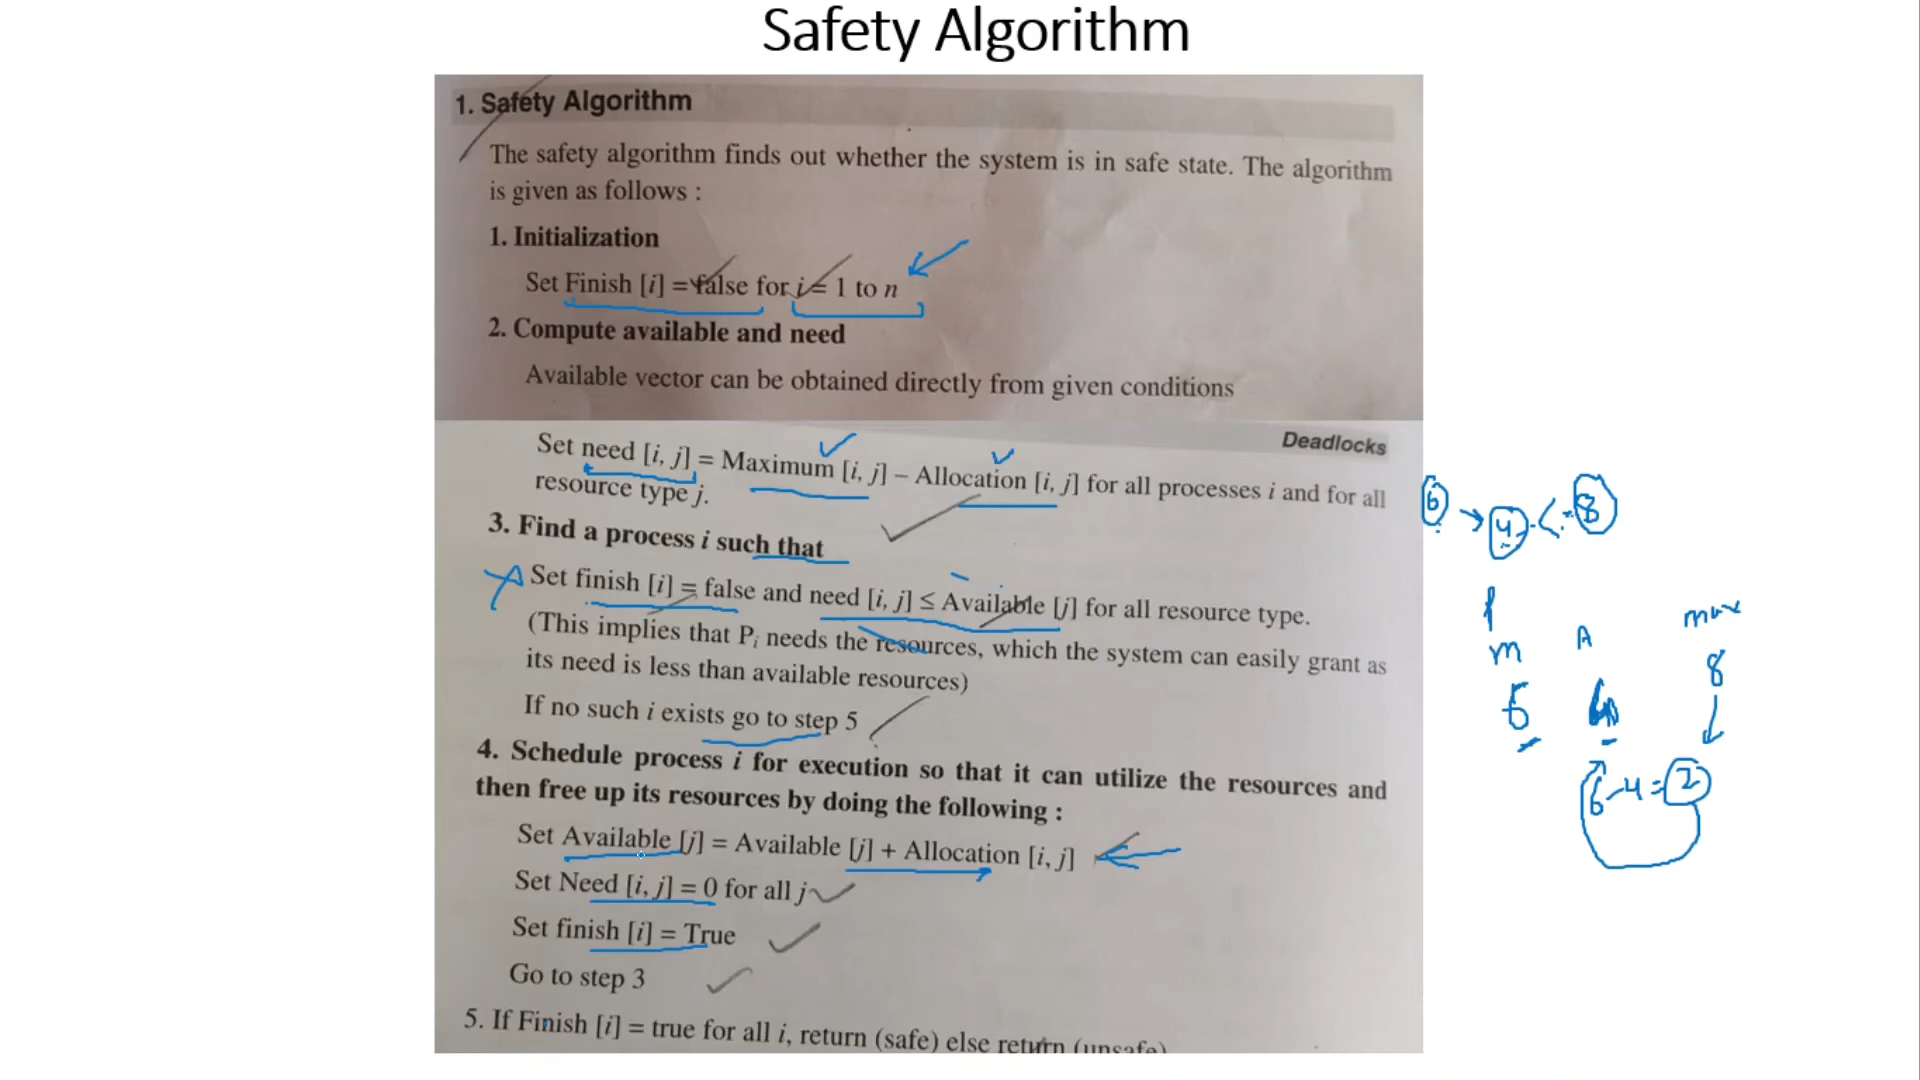 Safety Algorithm
1. Safety Algorithm
The safety algorithm finds out whether the system is in safe state. The algorithm
is given as follows :
1. Initialization
Set Finish [i] = false for i = 1 to n
2. Compute available and need
Available vector can be obtained directly from given conditions
Deadlocks
Set need [i, j] = Maximum [i, j] – Allocation [i, j] for all processes i and for all
resource type j.
3. Find a process i such that
Set finish [i] = false and need [i, j] ≤ Available [j] for all resource type.
(This implies that Pi needs the resources, which the system can easily grant as
its need is less than available resources)
If no such i exists go to step 5
4. Schedule process i for execution so that it can utilize the resources and
then free up its resources by doing the following :
Set Available [j] = Available [j] + Allocation [i, j]
Set Need [i, j] = 0 for all j
Set finish [i] = True
Go to step 3
5. If Finish [i] = true for all i, return (safe) else return (unsafe)
6 → 4 < 8
m A max
8
6 - 4 = 2